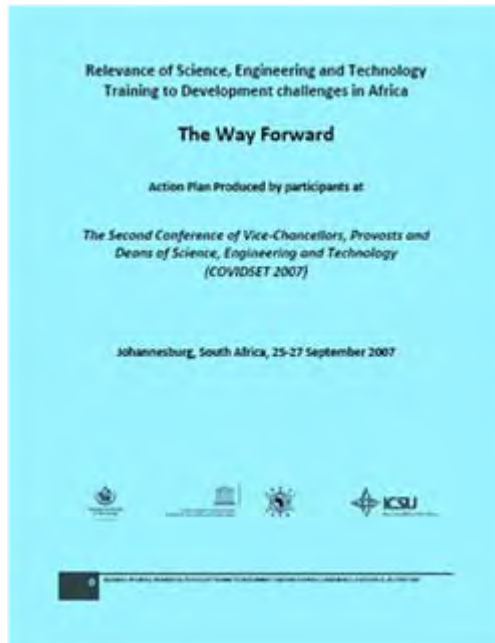 Relevance of Science, Engineering and Technology
Training to Development challenges in Africa
The Way Forward
Action Plan Produced by participants at
The Second Conference of Vice-Chancellors, Provosts and
Deans of Science, Engineering and Technology
(COVIDSET 2007)
Johannesburg, South Africa, 25-27 September 2007
ICSU